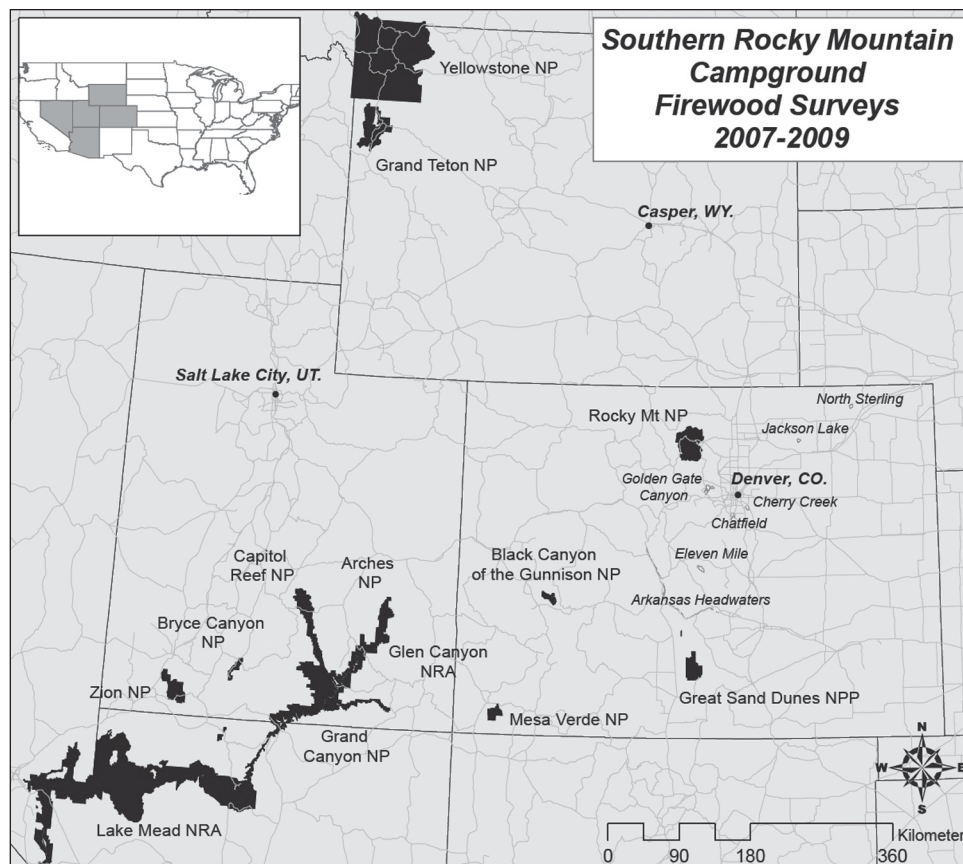 Southern Rocky Mountain
Campground
Firewood Surveys
2007-2009
Yellowstone NP
Grand Teton NP
Casper, WY.
Salt Lake City, UT.
North Sterling
Rocky Mt NP
Jackson Lake
Golden Gate
Canyon
Denver, CO.
Cherry Creek
Chatfield
Capitol
Reef NP
Arches
NP
Black Canyon
of the Gunnison NP
Eleven Mile
Arkansas Headwaters
Bryce Canyon
NP
Glen Canyon
NRA
Zion NP
Great Sand Dunes NPP
Mesa Verde NP
Grand
Canyon NP
Lake Mead NRA
N
W
E
S
Kilometer
0 90 180 360